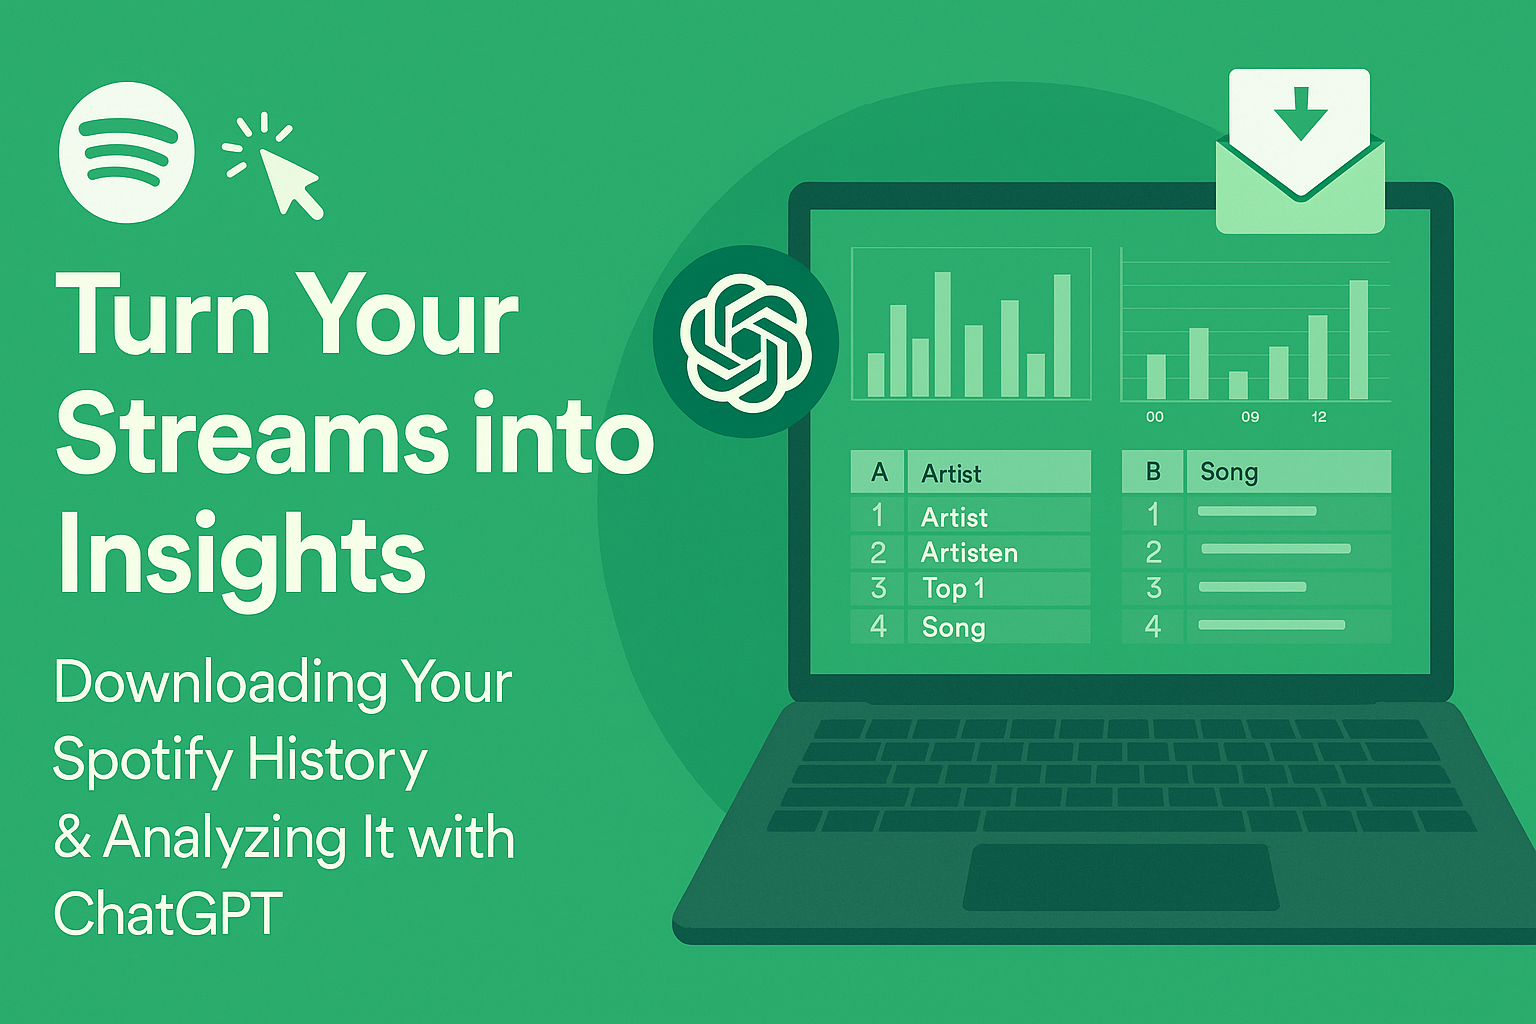 Turn Your
Streams into
Insights
Downloading Your
Spotify History
& Analyzing It with
ChatGPT
00 09 12
A Artist
1 Artist
2 Artisten
3 Top 1
4 Song
B Song
1
2
3
4